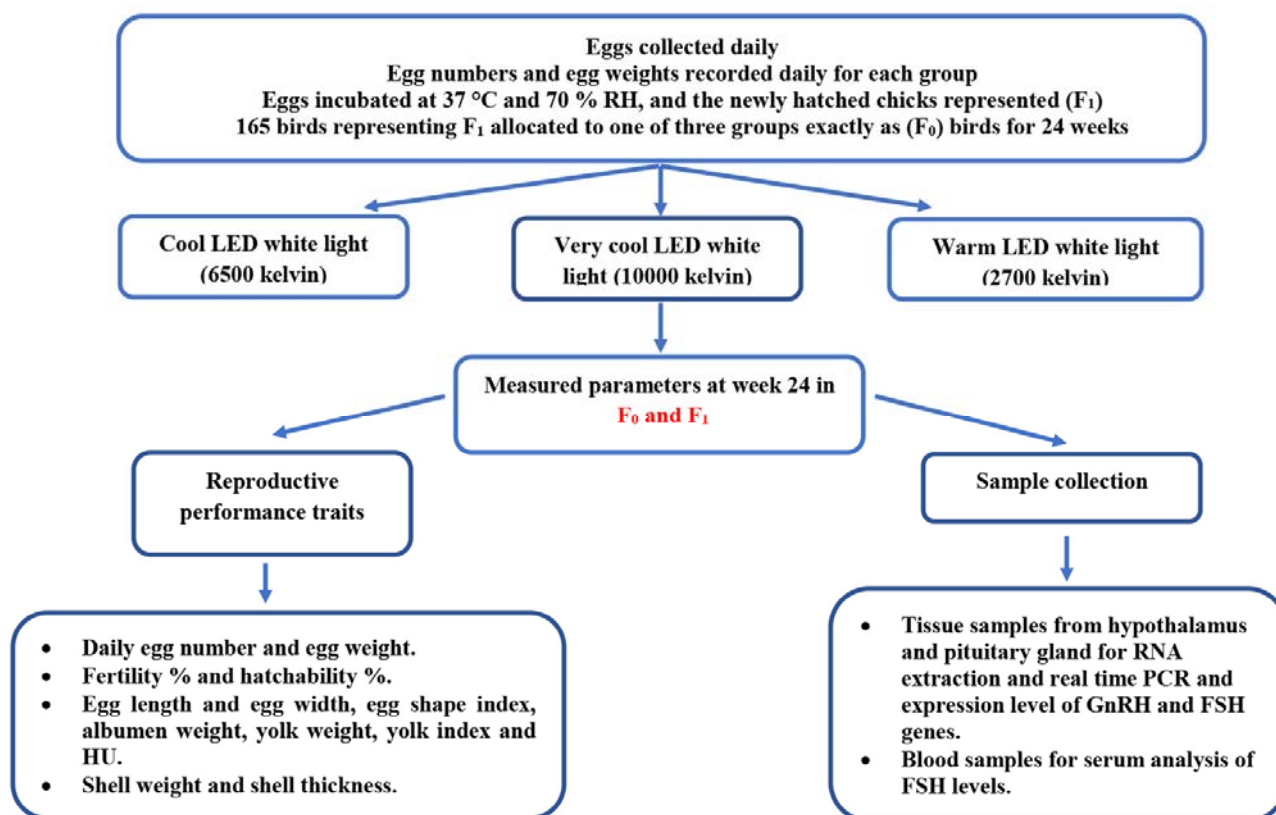 Eggs collected daily
Egg numbers and egg weights recorded daily for each group
Eggs incubated at 37 °C and 70 % RH, and the newly hatched chicks represented (F₁)
165 birds representing F₁ allocated to one of three groups exactly as (F₀) birds for 24 weeks
Cool LED white light
(6500 kelvin)
Very cool LED white
light (10000 kelvin)
Warm LED white light
(2700 kelvin)
Measured parameters at week 24 in
F₀ and F₁
Reproductive
performance traits
Sample collection
• Daily egg number and egg weight.
• Fertility % and hatchability %.
• Egg length and egg width, egg shape index,
albumen weight, yolk weight, yolk index and
HU.
• Shell weight and shell thickness.
• Tissue samples from hypothalamus
and pituitary gland for RNA
extraction and real time PCR and
expression level of GnRH and FSH
genes.
• Blood samples for serum analysis of
FSH levels.